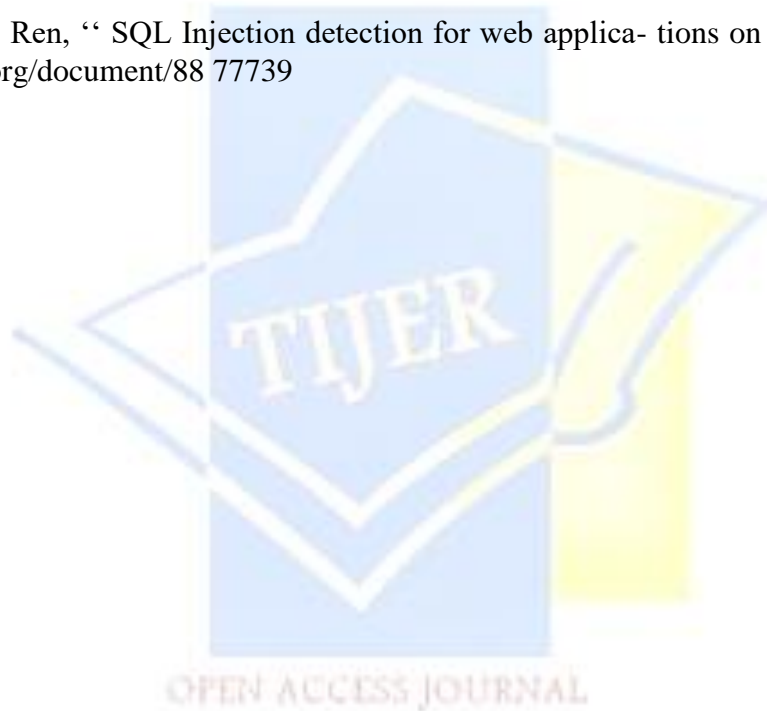 Ren, ‘‘ SQL Injection detection for web applica- tions on
org/document/88 77739
TIJER
OPEN ACCESS JOURNAL